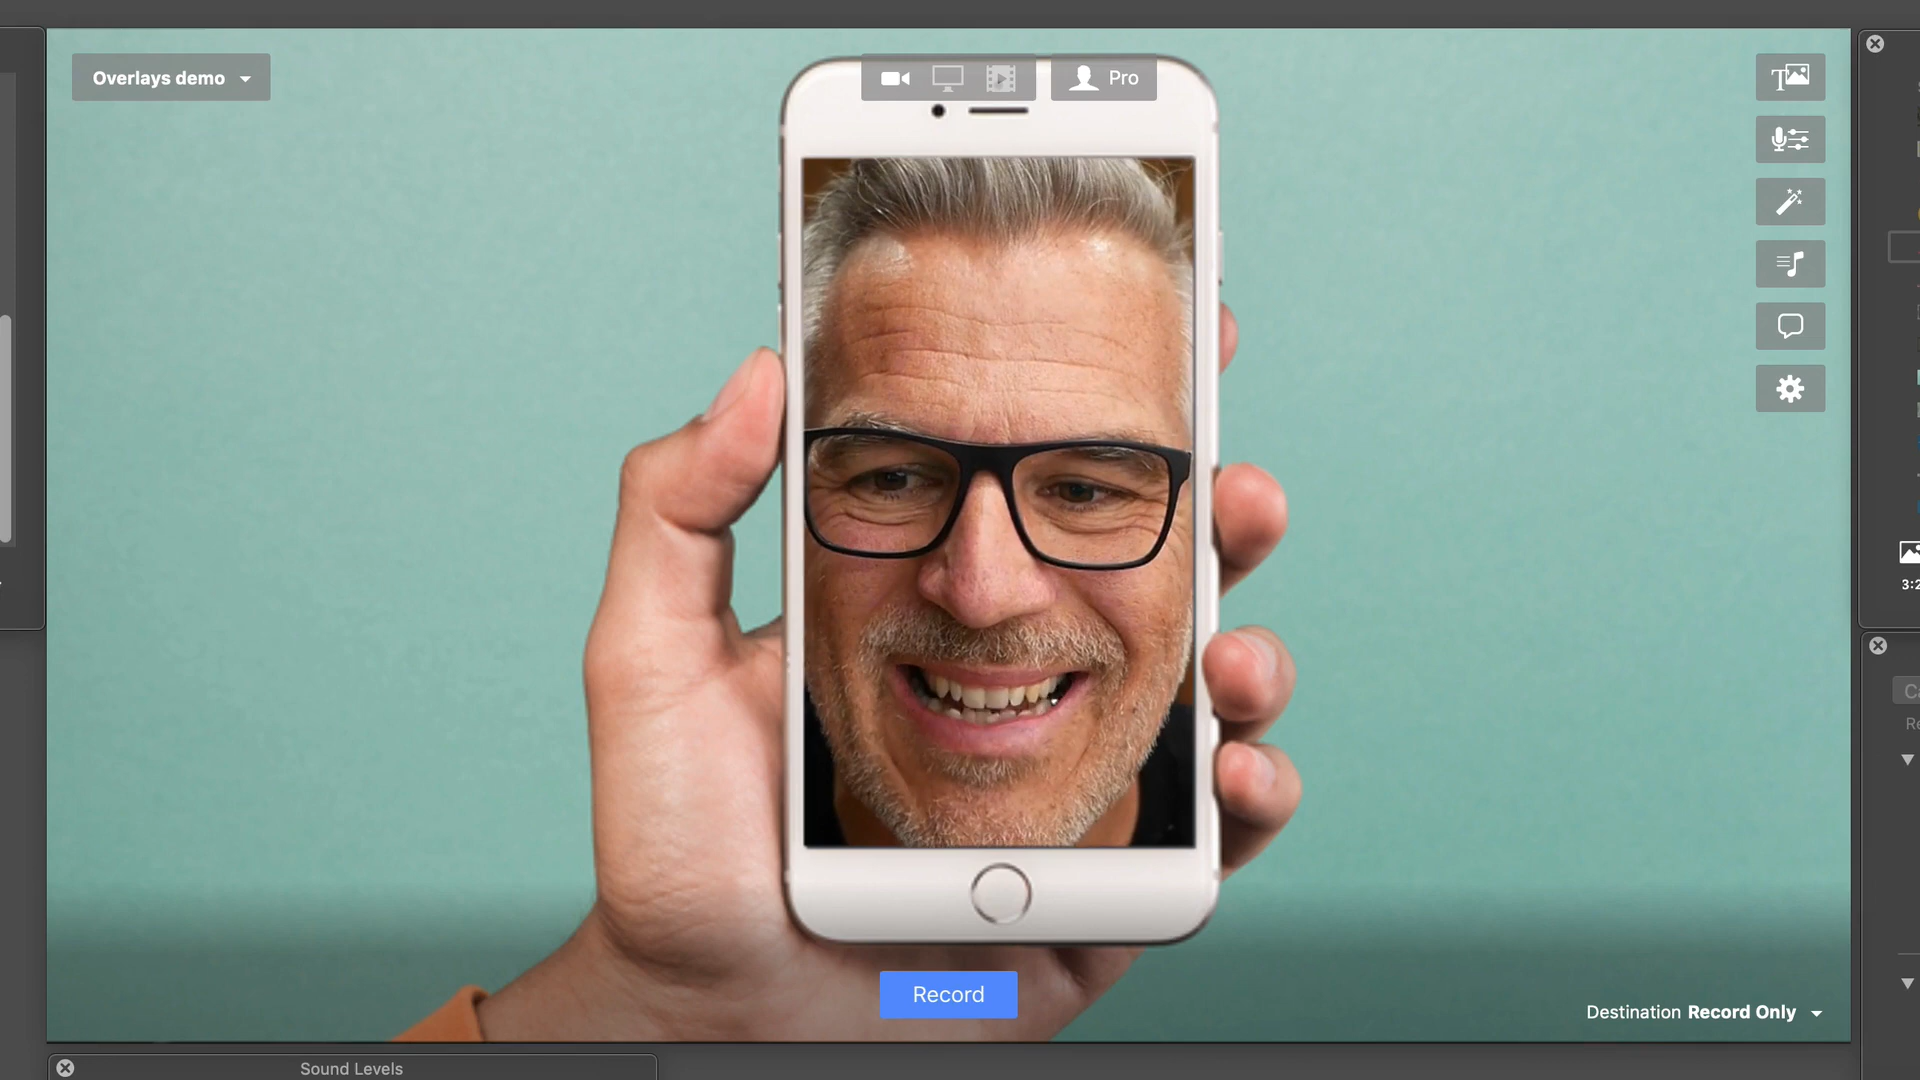 Overlays demo
Pro
Record
Destination Record Only
Sound Levels